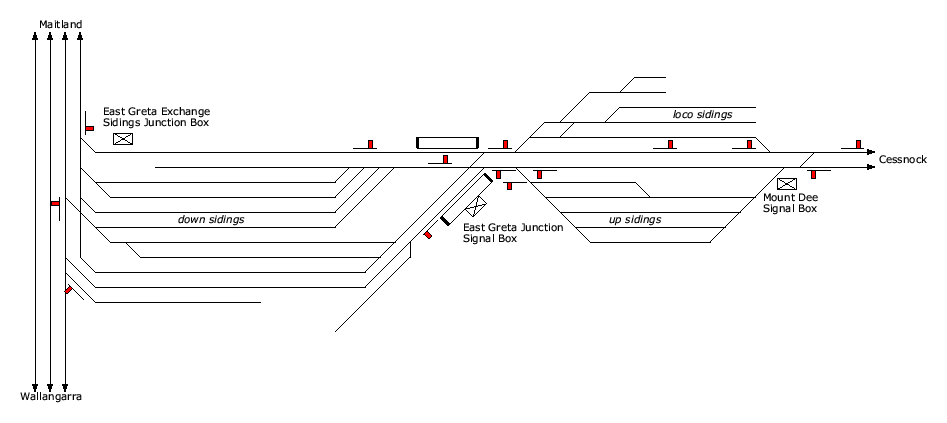 Maitland
East Greta Exchange
Sidings Junction Box
loco sidings
Cessnock
down sidings
East Greta Junction
Signal Box
up sidings
Mount Dee
Signal Box
Wallangarra